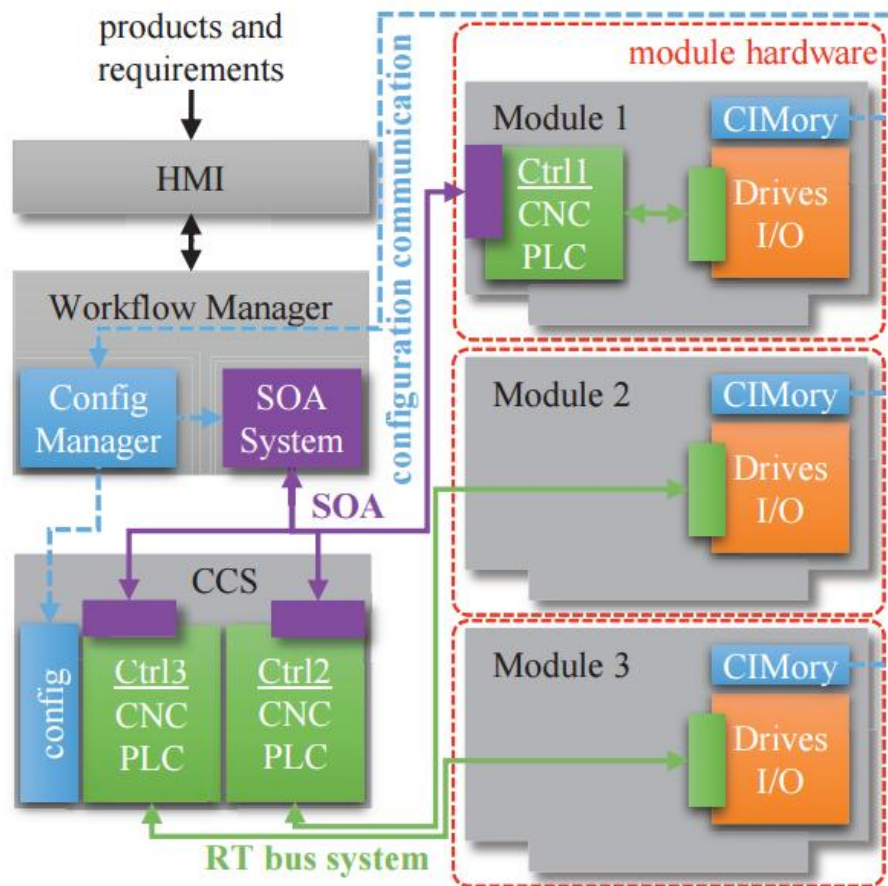 products and
requirements
HMI
Workflow Manager
Config
Manager
SOA
System
configuration communication
SOA
CCS
config
Ctrl3
CNC
PLC
Ctrl2
CNC
PLC
RT bus system
module hardware
Module 1
CIMory
Ctrl1
CNC
PLC
Drives
I/O
Module 2
CIMory
Drives
I/O
Module 3
CIMory
Drives
I/O